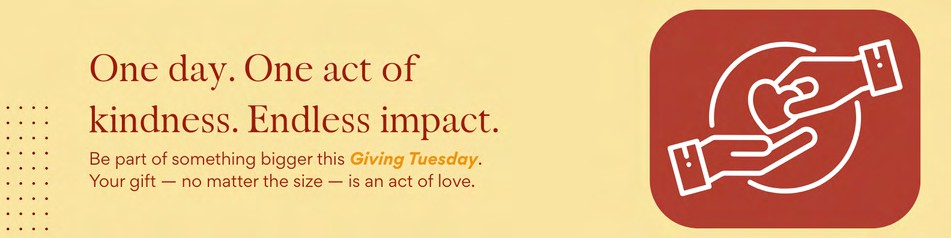 One day. One act of
kindness. Endless impact.
Be part of something bigger this Giving Tuesday.
Your gift — no matter the size — is an act of love.